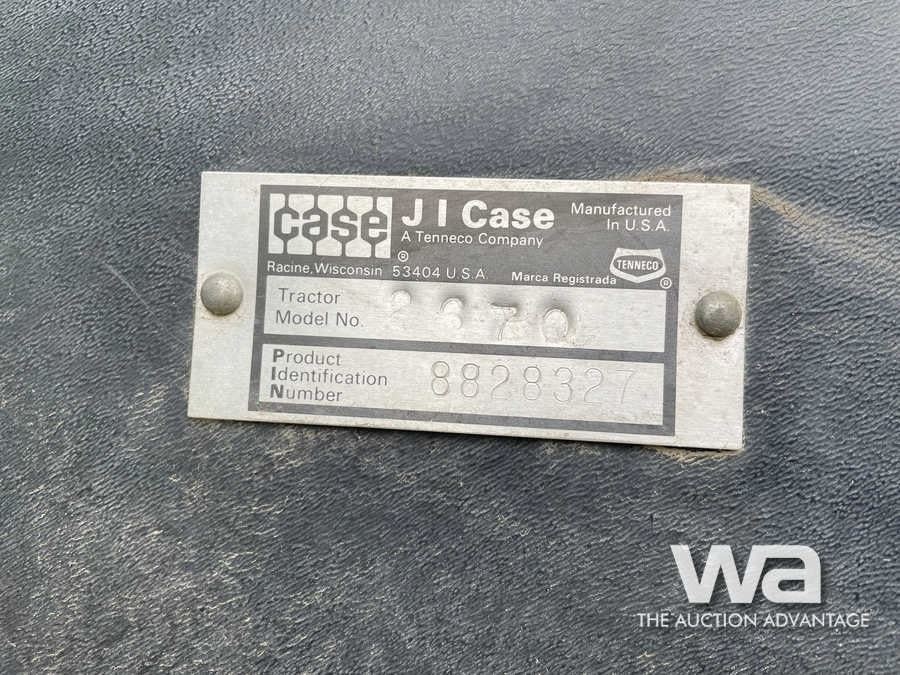 case
J I Case
A Tenneco Company
Manufactured
In U.S.A.
Racine, Wisconsin 53404 U.S.A.
®
Marca Registrada
TENNECO
®
Tractor
Model No.
Product
Identification
Number
8828327
wa
THE AUCTION ADVANTAGE